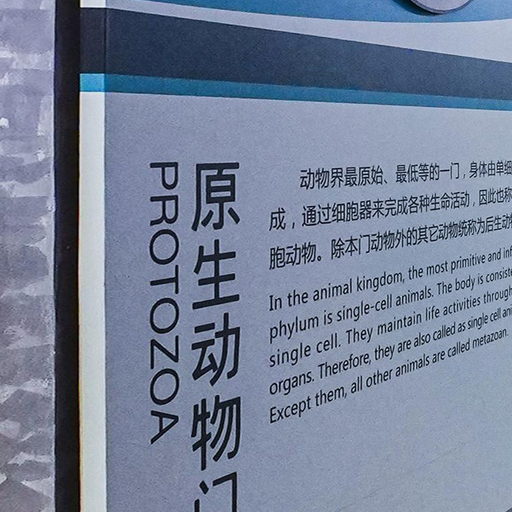 原生动物门
PROTOZOA
动物界最原始、最低等的一门，身体由单细
成，通过细胞器来完成各种生命活动，因此也称
胞动物。除本门动物外的其它动物统称为后生动物
In the animal kingdom, the most primitive and inf
phylum is single-cell animals. The body is consiste
single cell. They maintain life activities through
organs. Therefore, they are also called as single cell an
Except them, all other animals are called metazoan.